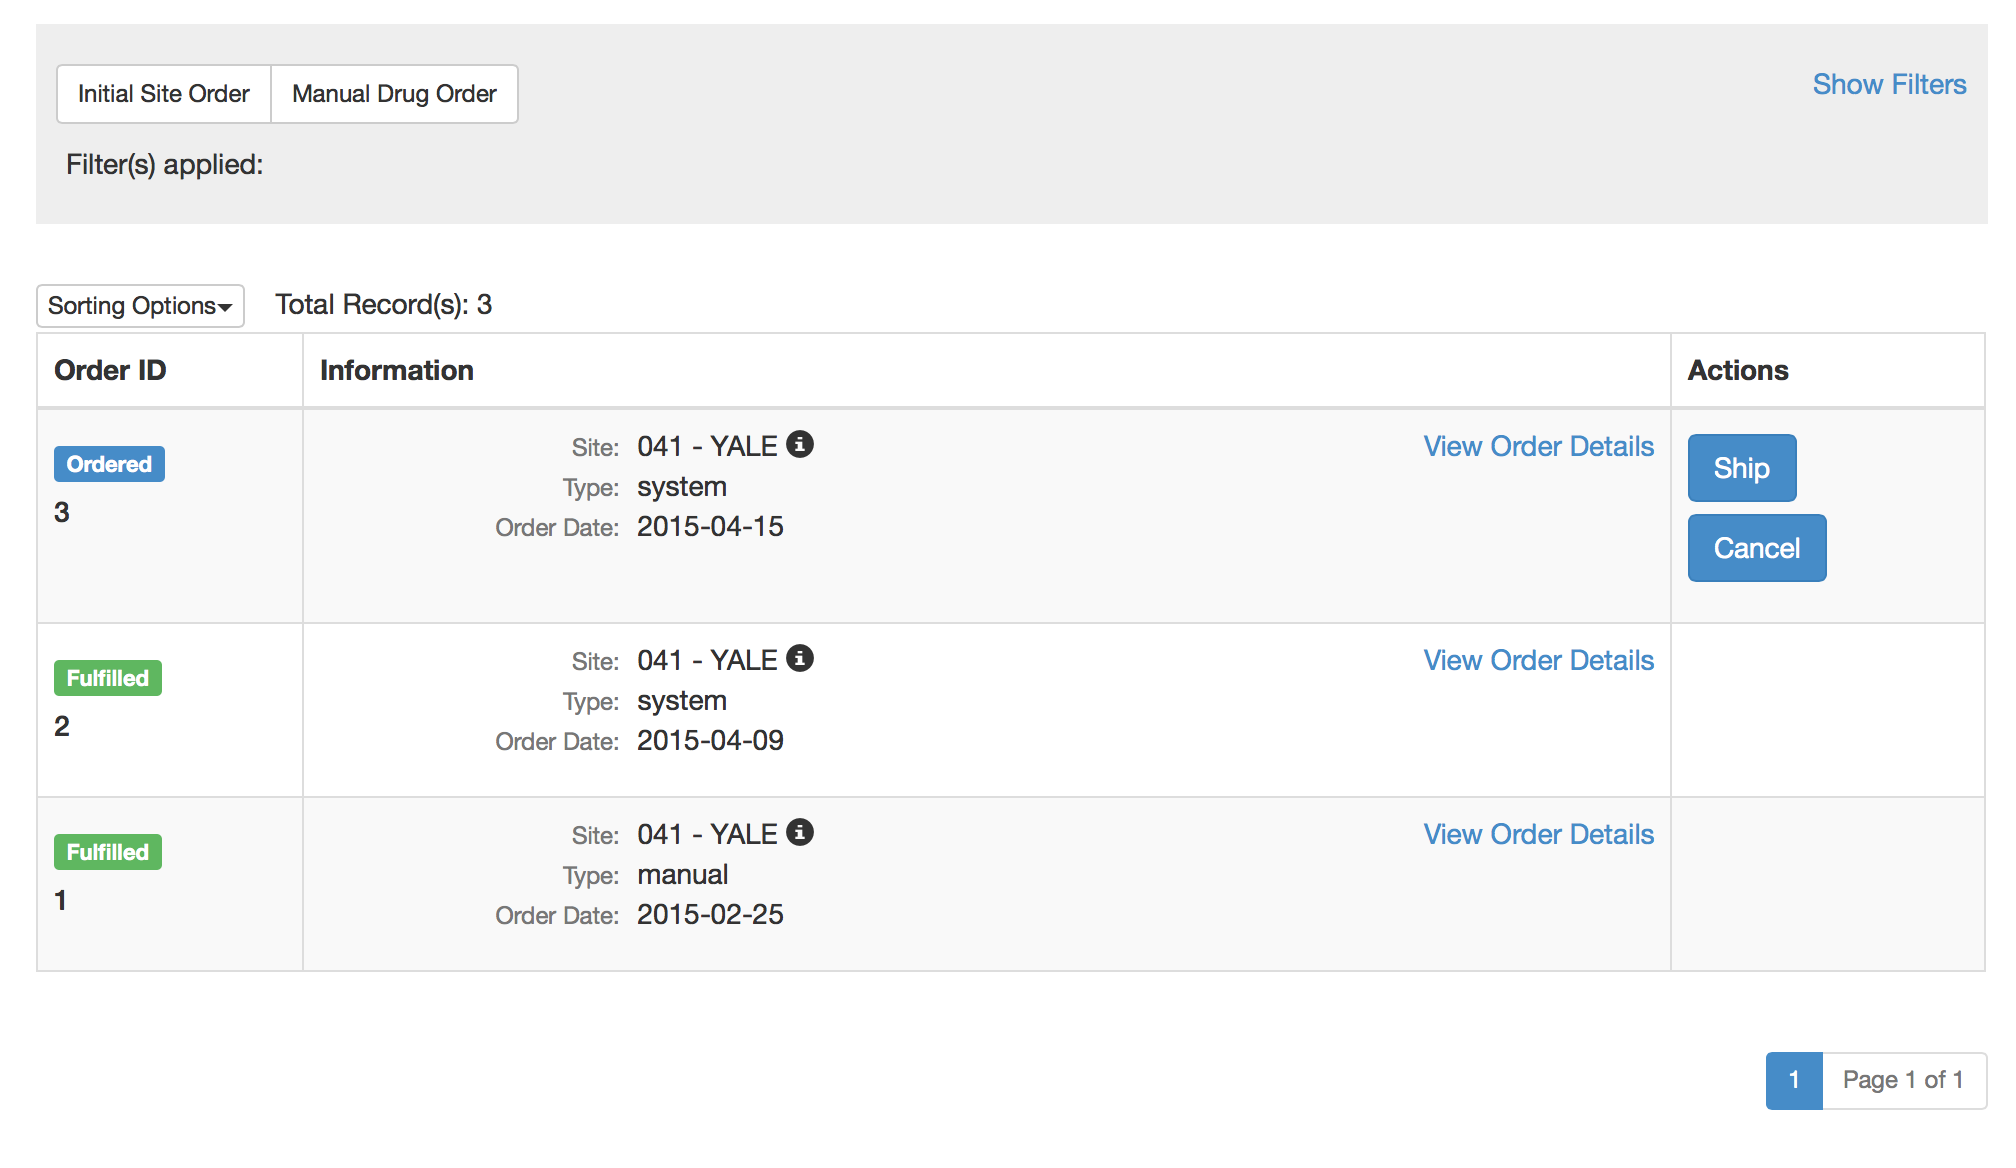 Initial Site Order Manual Drug Order Show Filters
Filter(s) applied:
Sorting Options Total Record(s): 3
Order ID Information Actions
Ordered
3
Site: 041 - YALE View Order Details
Type: system
Order Date: 2015-04-15
Ship
Cancel
Fulfilled
2
Site: 041 - YALE View Order Details
Type: system
Order Date: 2015-04-09
Fulfilled
1
Site: 041 - YALE View Order Details
Type: manual
Order Date: 2015-02-25
1 Page 1 of 1